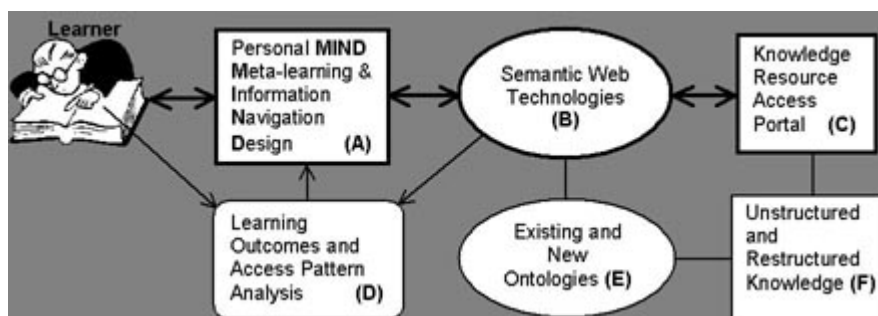 Learner
Personal MIND
Meta-learning &
Information
Navigation
Design (A)
Semantic Web
Technologies
(B)
Knowledge
Resource
Access
Portal (C)
Learning
Outcomes and
Access Pattern
Analysis (D)
Existing and
New
Ontologies (E)
Unstructured
and
Restructured
Knowledge (F)